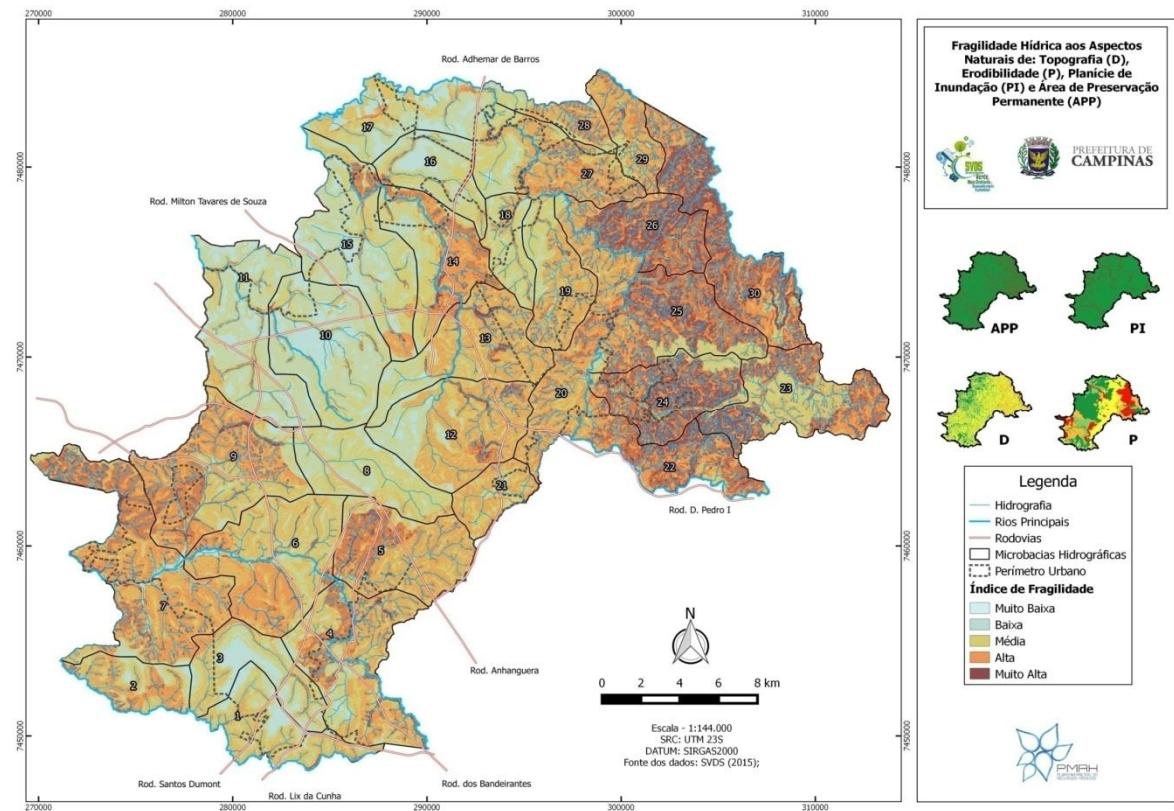 270000
280000
290000
300000
310000
7480000
7470000
7460000
7450000
7480000
7470000
7460000
7450000
Rod. Adhemar de Barros
Rod. Milton Tavares de Souza
Rod. D. Pedro I
Rod. Anhanguera
Rod. Santos Dumont
Rod. Lix da Cunha
Rod. dos Bandeirantes
17
28
16
29
27
18
26
15
14
11
19
30
25
10
13
23
20
24
12
9
8
22
21
6
5
7
4
3
2
1
N
0 2 4 6 8 km
Escala - 1:144.000
SRC: UTM 23S
DATUM: SIRGAS2000
Fonte dos dados: SVDS (2015);
Fragilidade Hídrica aos Aspectos
Naturais de: Topografia (D),
Erodibilidade (P), Planície de
Inundação (PI) e Área de Preservação
Permanente (APP)
SVDS
PREFEITURA DE
CAMPINAS
APP
PI
D
P
Legenda
Hidrografia
Rios Principais
Rodovias
Microbacias Hidrográficas
Perímetro Urbano
Índice de Fragilidade
Muito Baixa
Baixa
Média
Alta
Muito Alta
PMRH